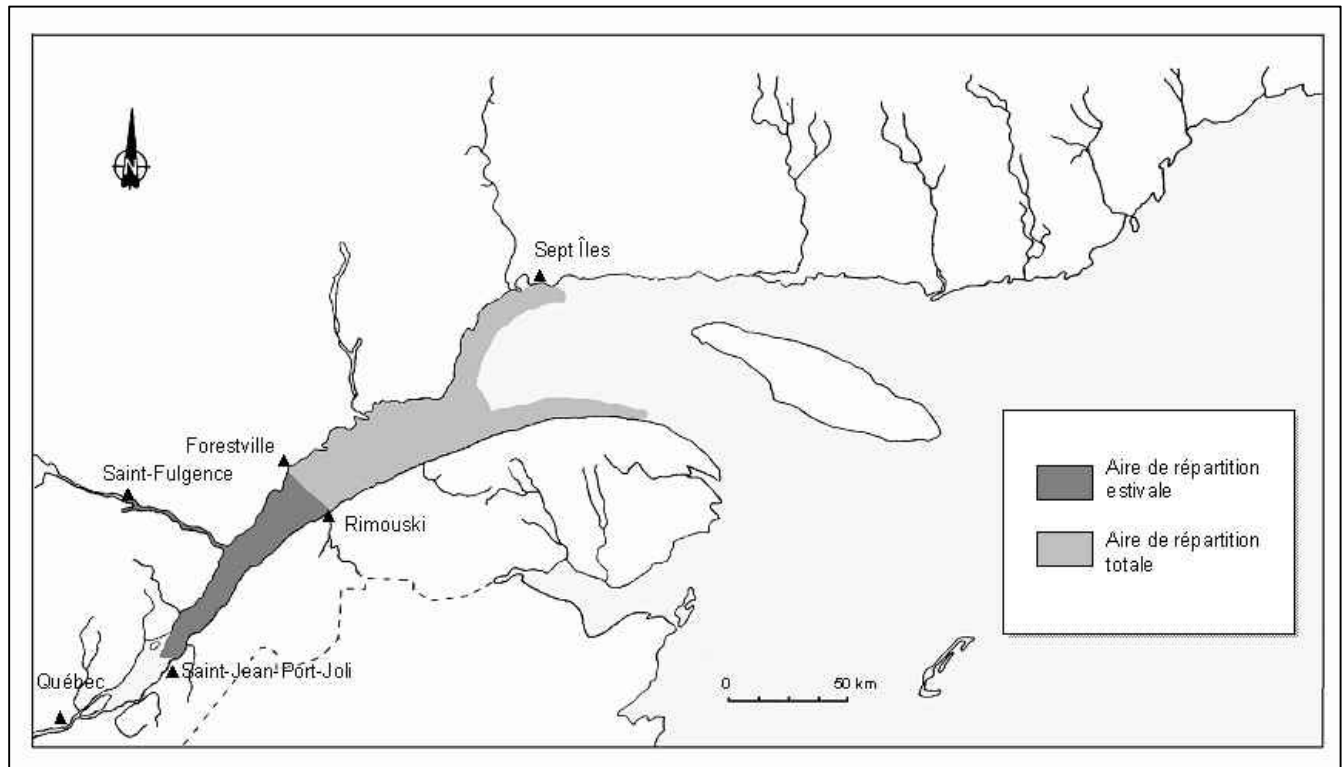 N
Sept Îles
Forestville
Saint-Fulgence
Rimouski
Saint-Jean-Port-Joli
Québec
Aire de répartition
estivale
Aire de répartition
totale
0 50 km